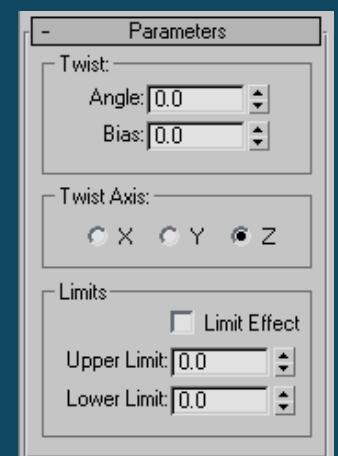 - Parameters
Twist:
Angle: 0.0
Bias: 0.0
Twist Axis:
X Y Z
Limits
Limit Effect
Upper Limit: 0.0
Lower Limit: 0.0